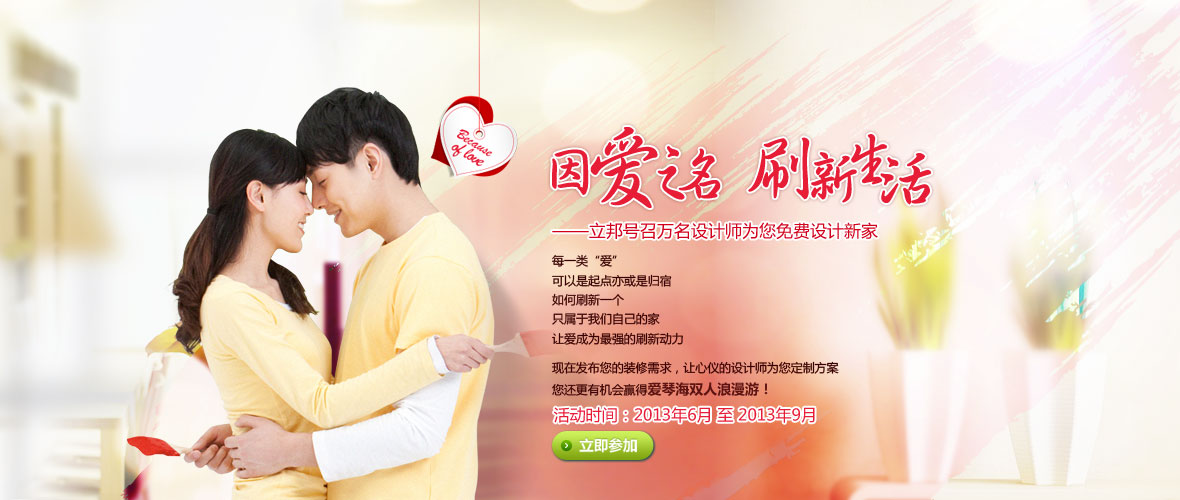 Because
of love
因爱之名 刷新生活
——立邦号召万名设计师为您免费设计新家
每一类“爱”
可以是起点亦或是归宿
如何刷新一个
只属于我们自己的家
让爱成为最强的刷新动力
现在发布您的装修需求，让心仪的设计师为您定制方案
您还更有机会赢得爱琴海双人浪漫游！
活动时间：2013年6月 至 2013年9月
立即参加